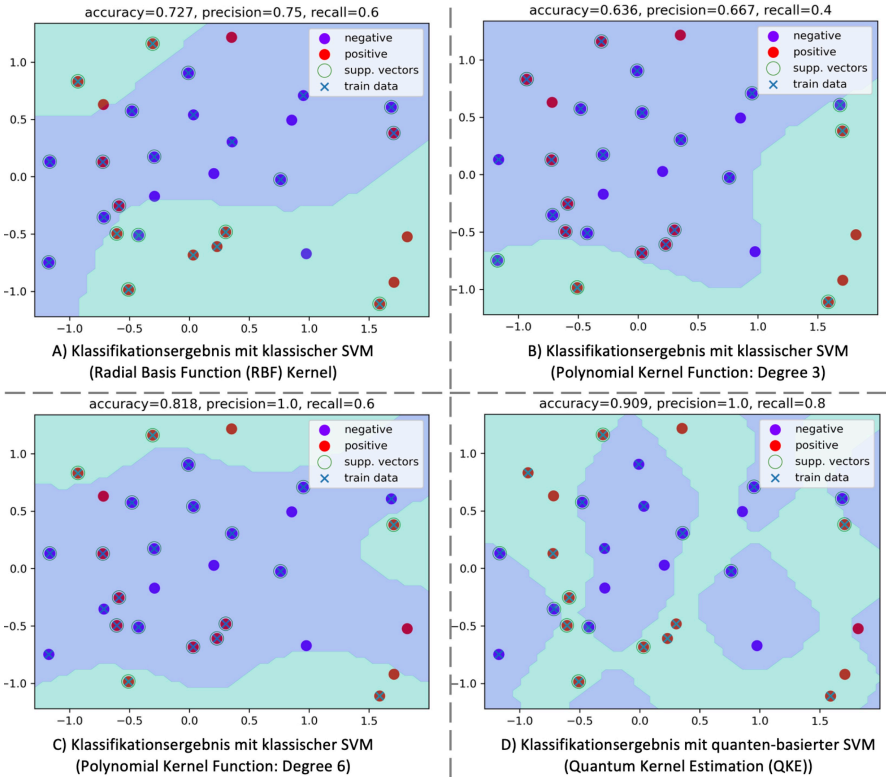 accuracy=0.727, precision=0.75, recall=0.6
negative
positive
supp. vectors
train data
1.0
0.5
0.0
−0.5
−1.0
−1.0 −0.5 0.0 0.5 1.0 1.5
A) Klassifikationsergebnis mit klassischer SVM
(Radial Basis Function (RBF) Kernel)
accuracy=0.636, precision=0.667, recall=0.4
negative
positive
supp. vectors
train data
1.0
0.5
0.0
−0.5
−1.0
−1.0 −0.5 0.0 0.5 1.0 1.5
B) Klassifikationsergebnis mit klassischer SVM
(Polynomial Kernel Function: Degree 3)
accuracy=0.818, precision=1.0, recall=0.6
negative
positive
supp. vectors
train data
1.0
0.5
0.0
−0.5
−1.0
−1.0 −0.5 0.0 0.5 1.0 1.5
C) Klassifikationsergebnis mit klassischer SVM
(Polynomial Kernel Function: Degree 6)
accuracy=0.909, precision=1.0, recall=0.8
negative
positive
supp. vectors
train data
1.0
0.5
0.0
−0.5
−1.0
−1.0 −0.5 0.0 0.5 1.0 1.5
D) Klassifikationsergebnis mit quanten-basierter SVM
(Quantum Kernel Estimation (QKE))